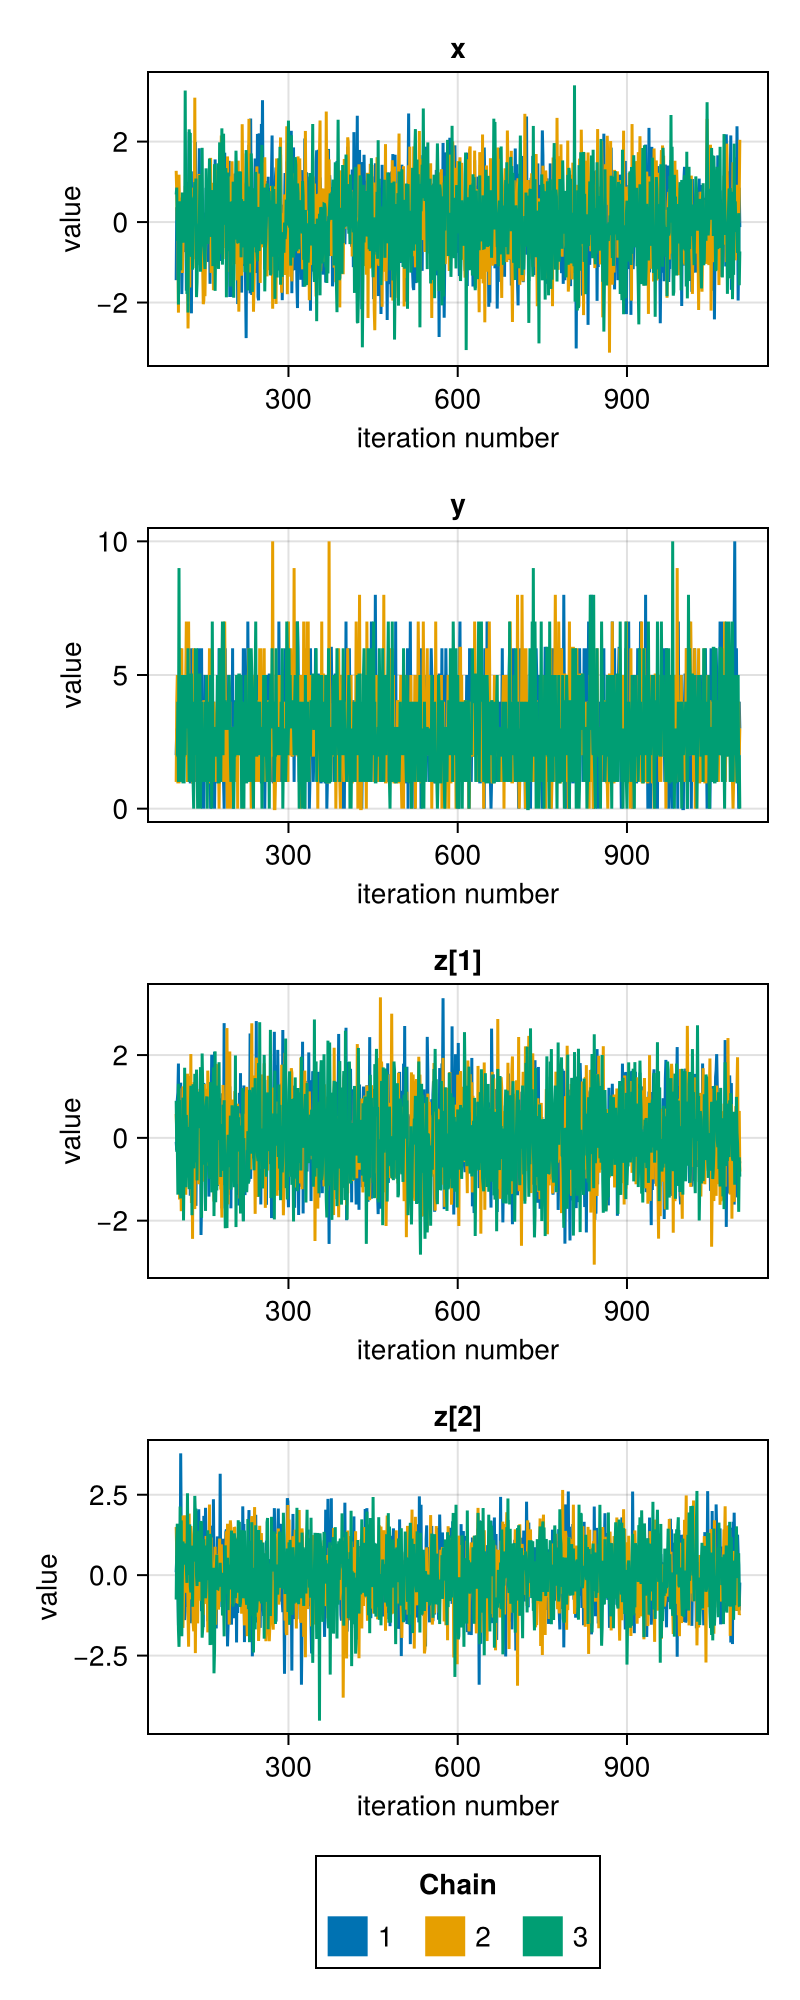 x
2
0
−2
value
300 600 900
iteration number
y
10
5
0
value
300 600 900
iteration number
z[1]
2
0
−2
value
300 600 900
iteration number
z[2]
2.5
0.0
−2.5
value
300 600 900
iteration number
Chain
1 2 3